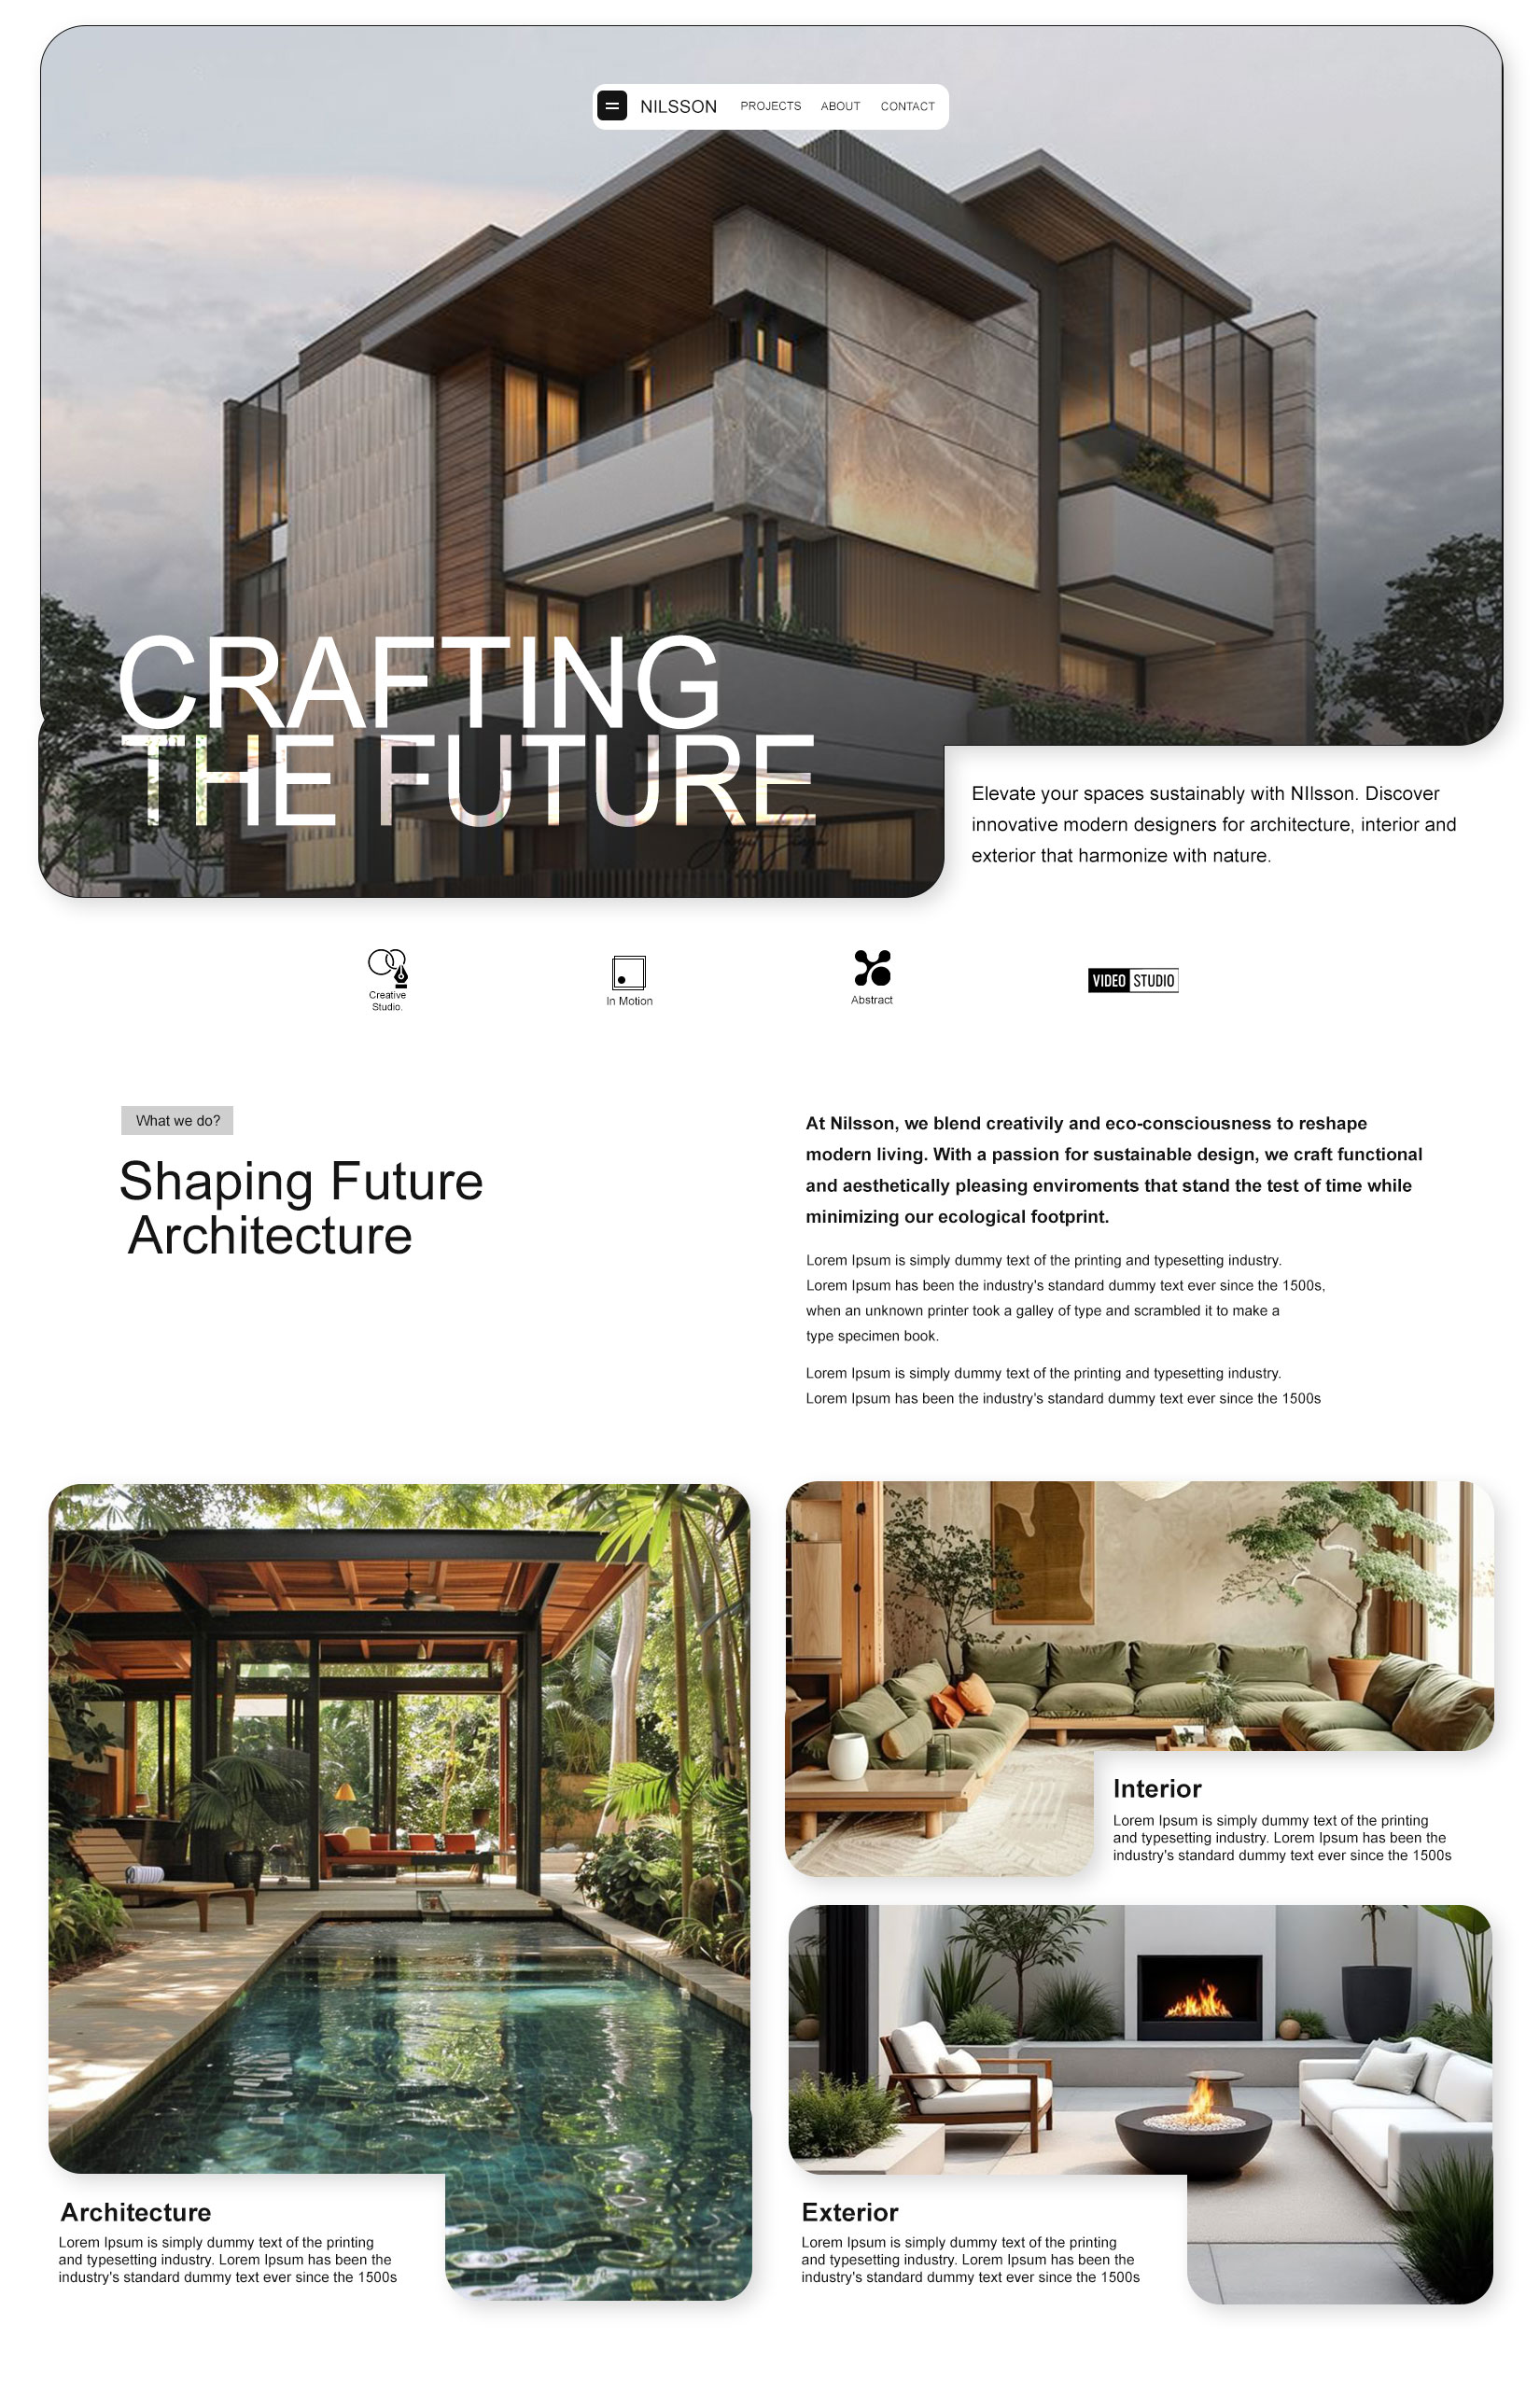 NILSSON PROJECTS ABOUT CONTACT
CRAFTING
THE FUTURE
Elevate your spaces sustainably with NIlsson. Discover
innovative modern designers for architecture, interior and
exterior that harmonize with nature.
Creative
Studio.
In Motion
Abstract
VIDEO STUDIO
What we do?
Shaping Future
Architecture
At Nilsson, we blend creativily and eco-consciousness to reshape
modern living. With a passion for sustainable design, we craft functional
and aesthetically pleasing enviroments that stand the test of time while
minimizing our ecological footprint.
Lorem Ipsum is simply dummy text of the printing and typesetting industry.
Lorem Ipsum has been the industry's standard dummy text ever since the 1500s,
when an unknown printer took a galley of type and scrambled it to make a
type specimen book.
Lorem Ipsum is simply dummy text of the printing and typesetting industry.
Lorem Ipsum has been the industry's standard dummy text ever since the 1500s
Interior
Lorem Ipsum is simply dummy text of the printing
and typesetting industry. Lorem Ipsum has been the
industry's standard dummy text ever since the 1500s
Architecture
Lorem Ipsum is simply dummy text of the printing
and typesetting industry. Lorem Ipsum has been the
industry's standard dummy text ever since the 1500s
Exterior
Lorem Ipsum is simply dummy text of the printing
and typesetting industry. Lorem Ipsum has been the
industry's standard dummy text ever since the 1500s